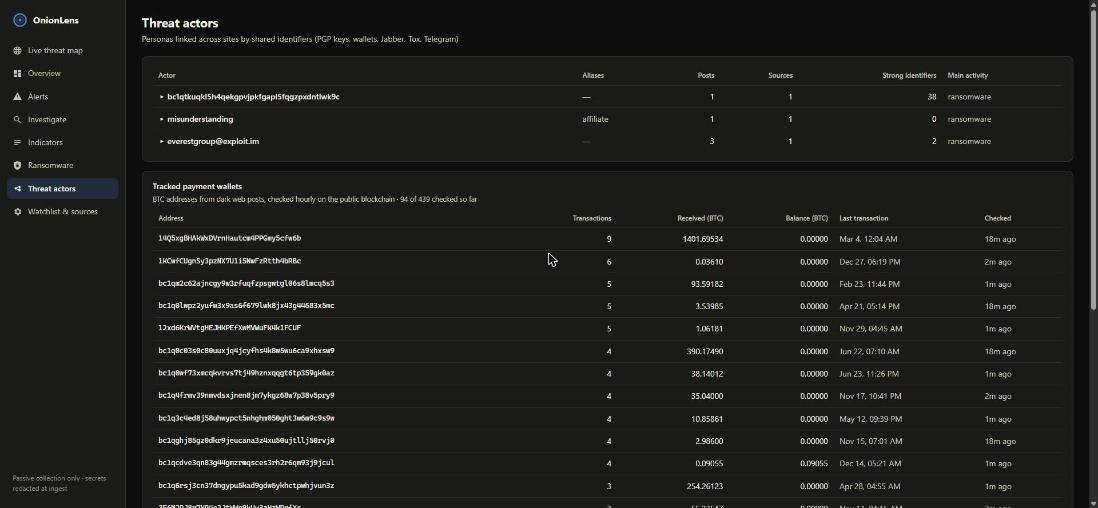 OnionLens
Live threat map
Overview
Alerts
Investigate
Indicators
Ransomware
Threat actors
Watchlist & sources
Passive collection only · secrets
redacted at ingest
Threat actors
Personas linked across sites by shared identifiers (PGP keys, wallets, Jabber, Tox, Telegram)
Actor Aliases Posts Sources Strong identifiers Main activity
bc1qtkuqkl5h4qekgpvjpkfgapl5fqgzpxdntlwk9c — 1 1 38 ransomware
misunderstanding affiliate 1 1 0 ransomware
everestgroup@exploit.im — 3 1 2 ransomware
Tracked payment wallets
BTC addresses from dark web posts, checked hourly on the public blockchain · 94 of 439 checked so far
Address Transactions Received (BTC) Balance (BTC) Last transaction Checked
14Q5xgBHAkWxDVrnHautcm4PPGmy5cfw6b 9 1401.69534 0.00000 Mar 4, 12:04 AM 18m ago
1KCwfCUgnSy3pzNX7U1i5NwFzRtth4bRBc 6 0.03610 0.00000 Dec 27, 06:19 PM 2m ago
bc1qm2c62ajncgy9w3rfuqfzpsgwtgl06s8lmcq5s3 5 93.59182 0.00000 Feb 23, 11:44 PM 1m ago
bc1q0lwpz2yufm3x9as6f679lwk8jx43g44683x5mc 5 3.53985 0.00000 Apr 21, 05:14 PM 18m ago
12xd6KrWVtgHEJHKPEfXwMVWuFK4k1FCUF 5 1.06181 0.00000 Nov 29, 04:45 AM 1m ago
bc1q0c03s0c80uuxjq4jcyfhs4k8w5wu6ca9xhxsw9 4 390.17490 0.00000 Jun 22, 07:10 AM 18m ago
bc1q0wf73xmcqkvrvs7tj49hznxqqgt6tp359gk0az 4 38.14012 0.00000 Jun 23, 11:26 PM 1m ago
bc1q4frmv39nmvdsxjnen8jm7ykgz68w7p38v5pry9 4 35.04000 0.00000 Nov 17, 10:41 PM 2m ago
bc1q3c4ed8j58uhwypct5nhghm050ght3w6m9c9s9w 4 10.85861 0.00000 May 12, 09:39 PM 1m ago
bc1qghj85gz0dkr9jeucana3z4xu50ujtllj50rvj0 4 2.98600 0.00000 Nov 15, 07:01 AM 18m ago
bc1qcdve3qn83g44gmzrmqsces3rh2r6qm93j9jcul 4 0.09055 0.09055 Dec 14, 05:21 AM 1m ago
bc1q6rsj3cn37dngypu5kad9gdw5ykhctpwhjvun3z 3 254.26123 0.00000 Apr 28, 04:55 AM 1m ago